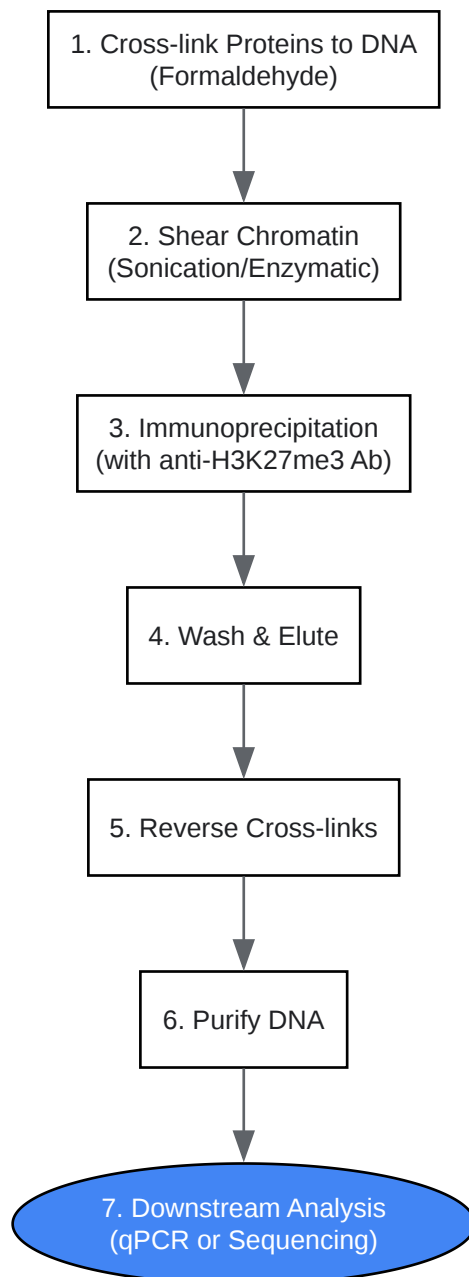 1. Cross-link Proteins to DNA
(Formaldehyde)
2. Shear Chromatin
(Sonication/Enzymatic)
3. Immunoprecipitation
(with anti-H3K27me3 Ab)
4. Wash & Elute
5. Reverse Cross-links
6. Purify DNA
7. Downstream Analysis
(qPCR or Sequencing)